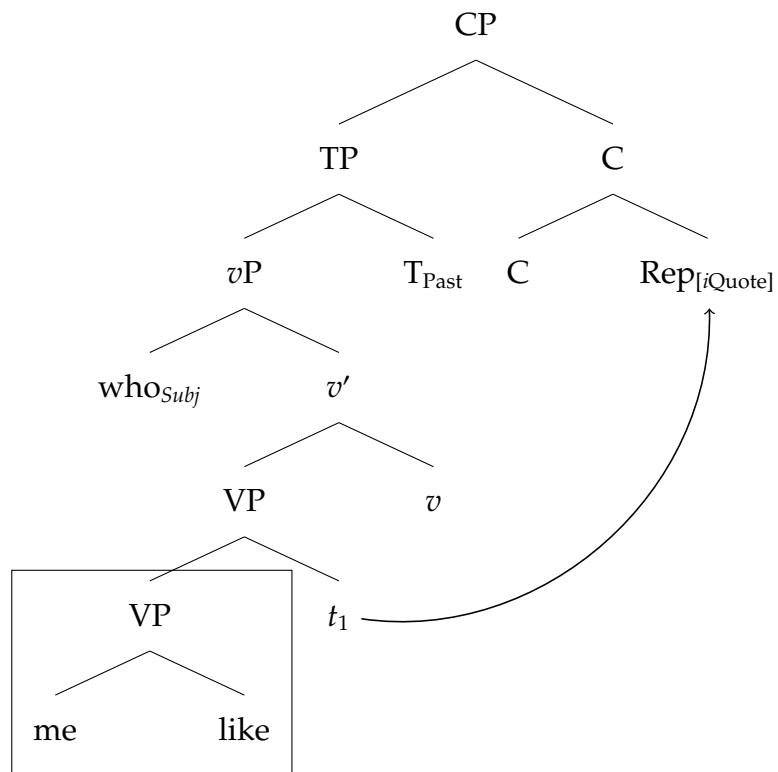 CP
TP C
vP T_Past C Rep_[iQuote]
who_Subj v′
VP v
VP t_1
me like